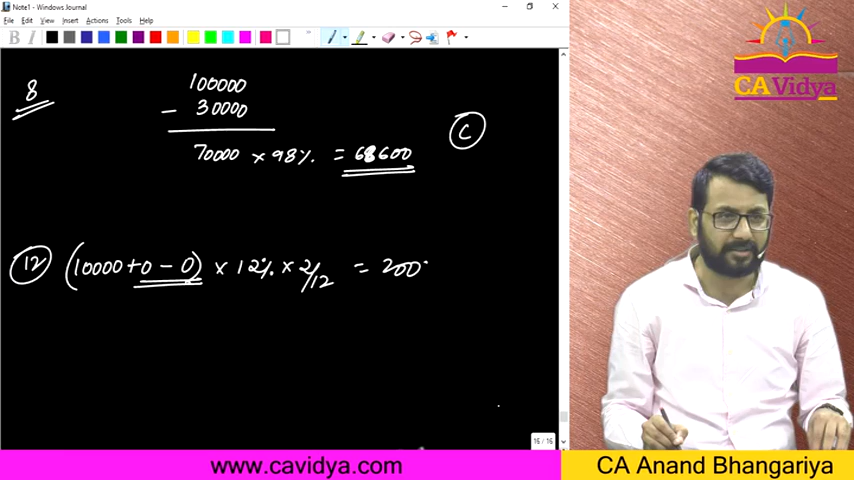 Note1 - Windows Journal
File Edit View Insert Actions Tools Help
B I
8
100000
- 30000
70000 x 98%. = 68600
C
12 (10000+0-0) x 12% x 2/12 = 200
16 / 16
CA Vidya
www.cavidya.com
CA Anand Bhangariya